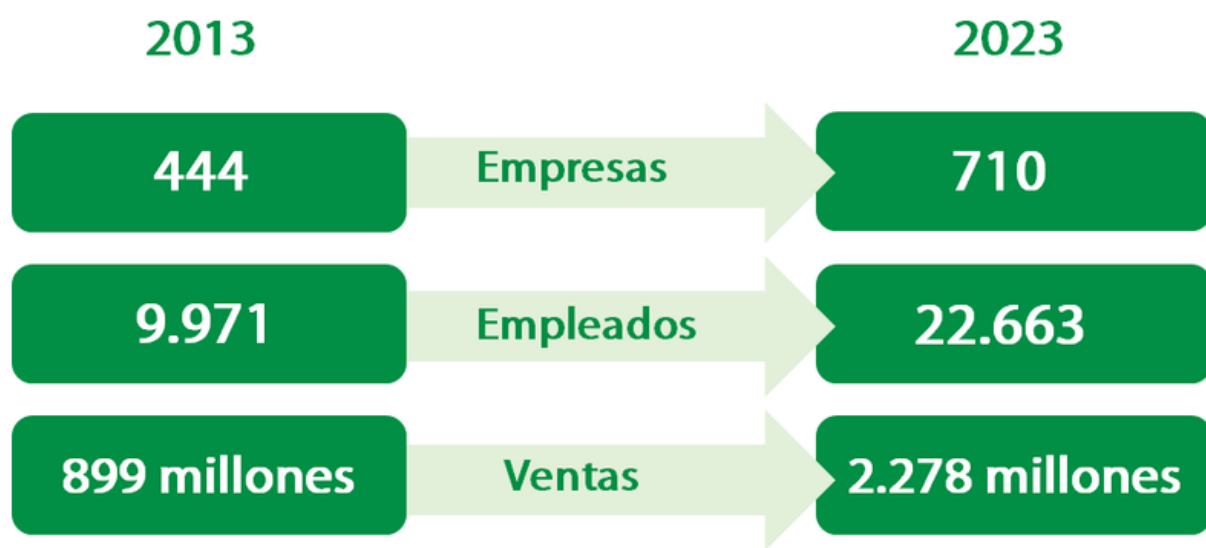 2013
2023
444
Empresas
710
9.971
Empleados
22.663
899 millones
Ventas
2.278 millones